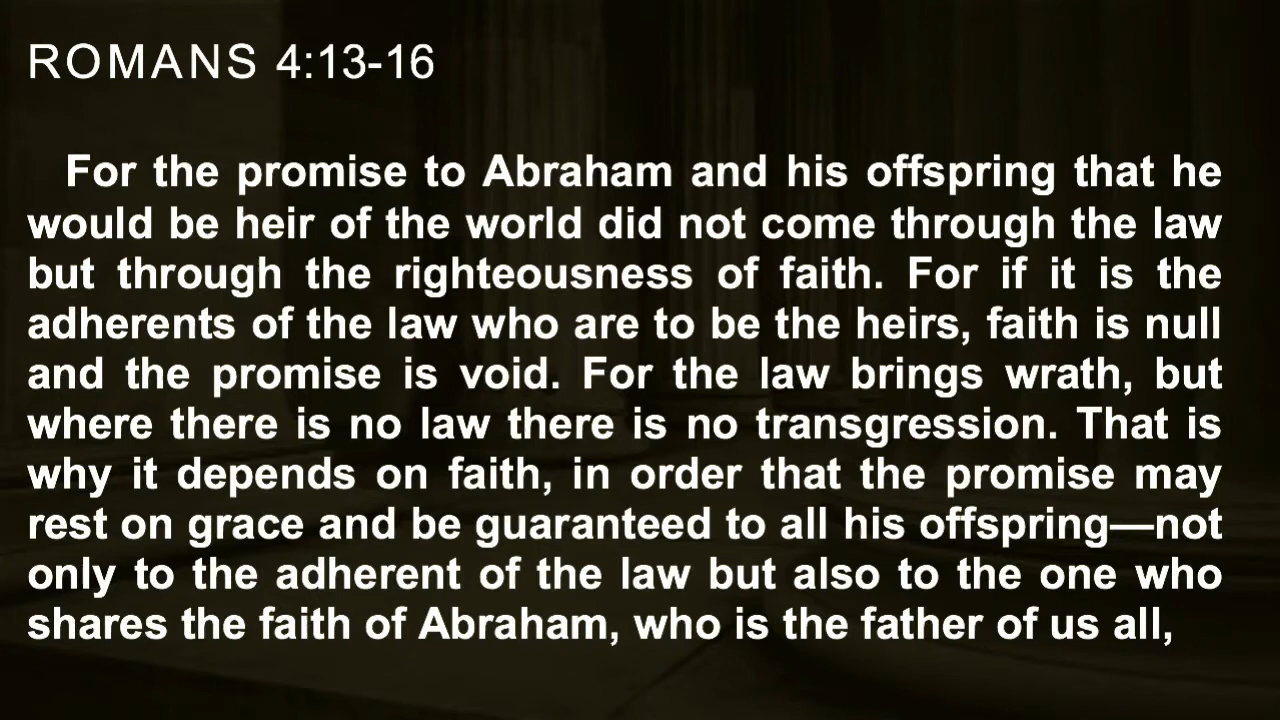 ROMANS 4:13-16
For the promise to Abraham and his offspring that he
would be heir of the world did not come through the law
but through the righteousness of faith. For if it is the
adherents of the law who are to be the heirs, faith is null
and the promise is void. For the law brings wrath, but
where there is no law there is no transgression. That is
why it depends on faith, in order that the promise may
rest on grace and be guaranteed to all his offspring—not
only to the adherent of the law but also to the one who
shares the faith of Abraham, who is the father of us all,